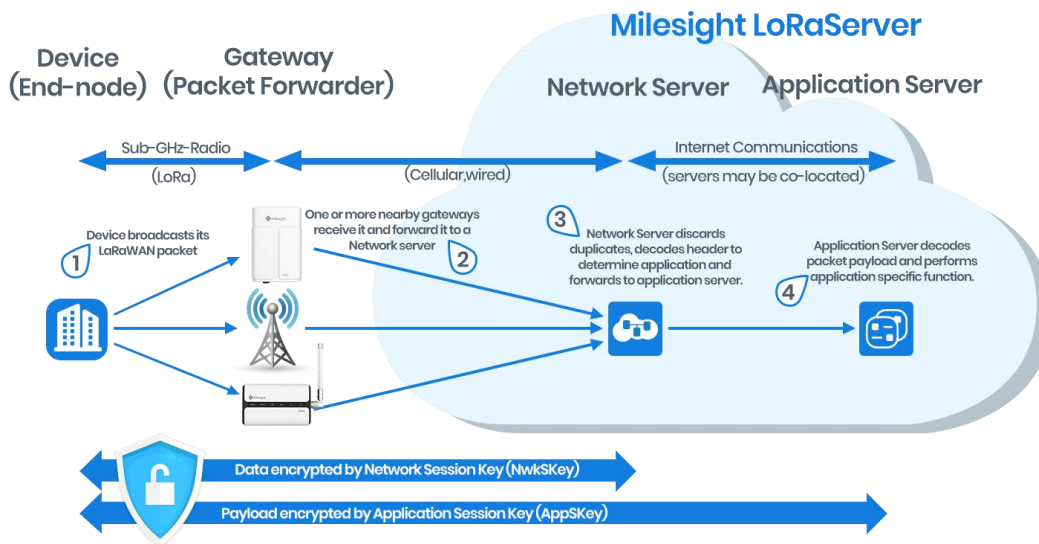 Milesight LoRaServer
Device
(End-node)
Gateway
(Packet Forwarder)
Network Server
Application Server
Sub-GHz-Radio
(LoRa)
(Cellular,wired)
Internet Communications
(servers may be co-located)
1
Device broadcasts its
LaRaWAN packet
One or more nearby gateways
receive it and forward it to a
Network server
2
3
Network Server discards
duplicates, decodes header to
determine application and
forwards to application server.
4
Application Server decodes
packet payload and performs
application specific function.
Milesight
Milesight
Data encrypted by Network Session Key (NwkSKey)
Payload encrypted by Application Session Key (AppSKey)